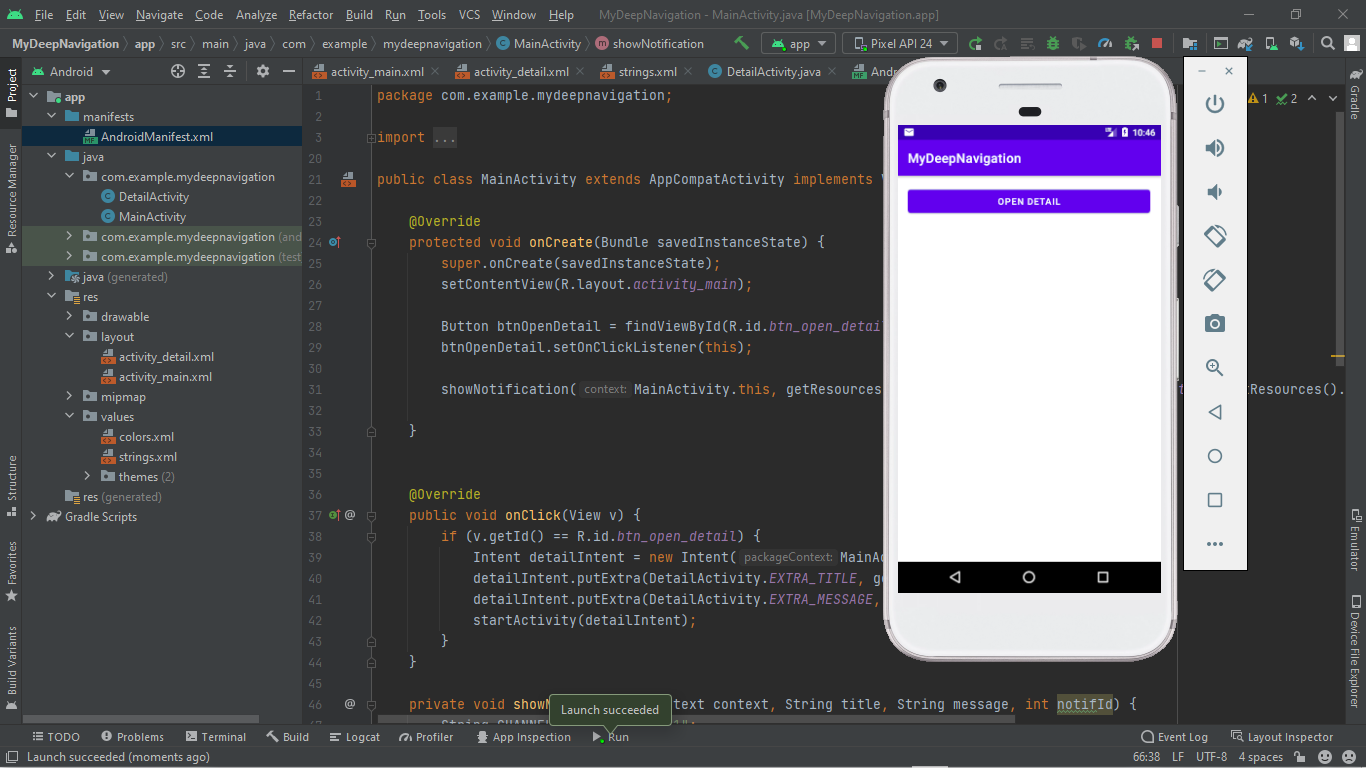 File Edit View Navigate Code Analyze Refactor Build Run Tools VCS Window Help MyDeepNavigation - MainActivity.java [MyDeepNavigation.app]
MyDeepNavigation app src main java com example mydeepnavigation MainActivity showNotification app Pixel API 24
Project
Resource Manager
Structure
Favorites
Build Variants
Android
app
manifests
AndroidManifest.xml
java
com.example.mydeepnavigation
DetailActivity
MainActivity
com.example.mydeepnavigation (and
com.example.mydeepnavigation (test
java (generated)
res
drawable
layout
activity_detail.xml
activity_main.xml
mipmap
values
colors.xml
strings.xml
themes (2)
res (generated)
Gradle Scripts
activity_main.xml activity_detail.xml strings.xml DetailActivity.java
1 package com.example.mydeepnavigation;
2
3 import ...
20
21 public class MainActivity extends AppCompatActivity implements
22
23 @Override
24 protected void onCreate(Bundle savedInstanceState) {
25 super.onCreate(savedInstanceState);
26 setContentView(R.layout.activity_main);
27
28 Button btnOpenDetail = findViewById(R.id.btn_open_detai
29 btnOpenDetail.setOnClickListener(this);
30
31 showNotification( context: MainActivity.this, getResources Resources().
32
33 }
34
35
36 @Override
37 public void onClick(View v) {
38 if (v.getId() == R.id.btn_open_detail) {
39 Intent detailIntent = new Intent( packageContext: MainAc
40 detailIntent.putExtra(DetailActivity.EXTRA_TITLE, ge
41 detailIntent.putExtra(DetailActivity.EXTRA_MESSAGE,
42 startActivity(detailIntent);
43 }
44 }
45
46 private void show text context, String title, String message, int notifId) {
1 2
10:46
MyDeepNavigation
OPEN DETAIL
Gradle
Emulator
Device File Explorer
Launch succeeded
TODO Problems Terminal Build Logcat Profiler App Inspection Run Event Log Layout Inspector
Launch succeeded (moments ago) 66:38 LF UTF-8 4 spaces